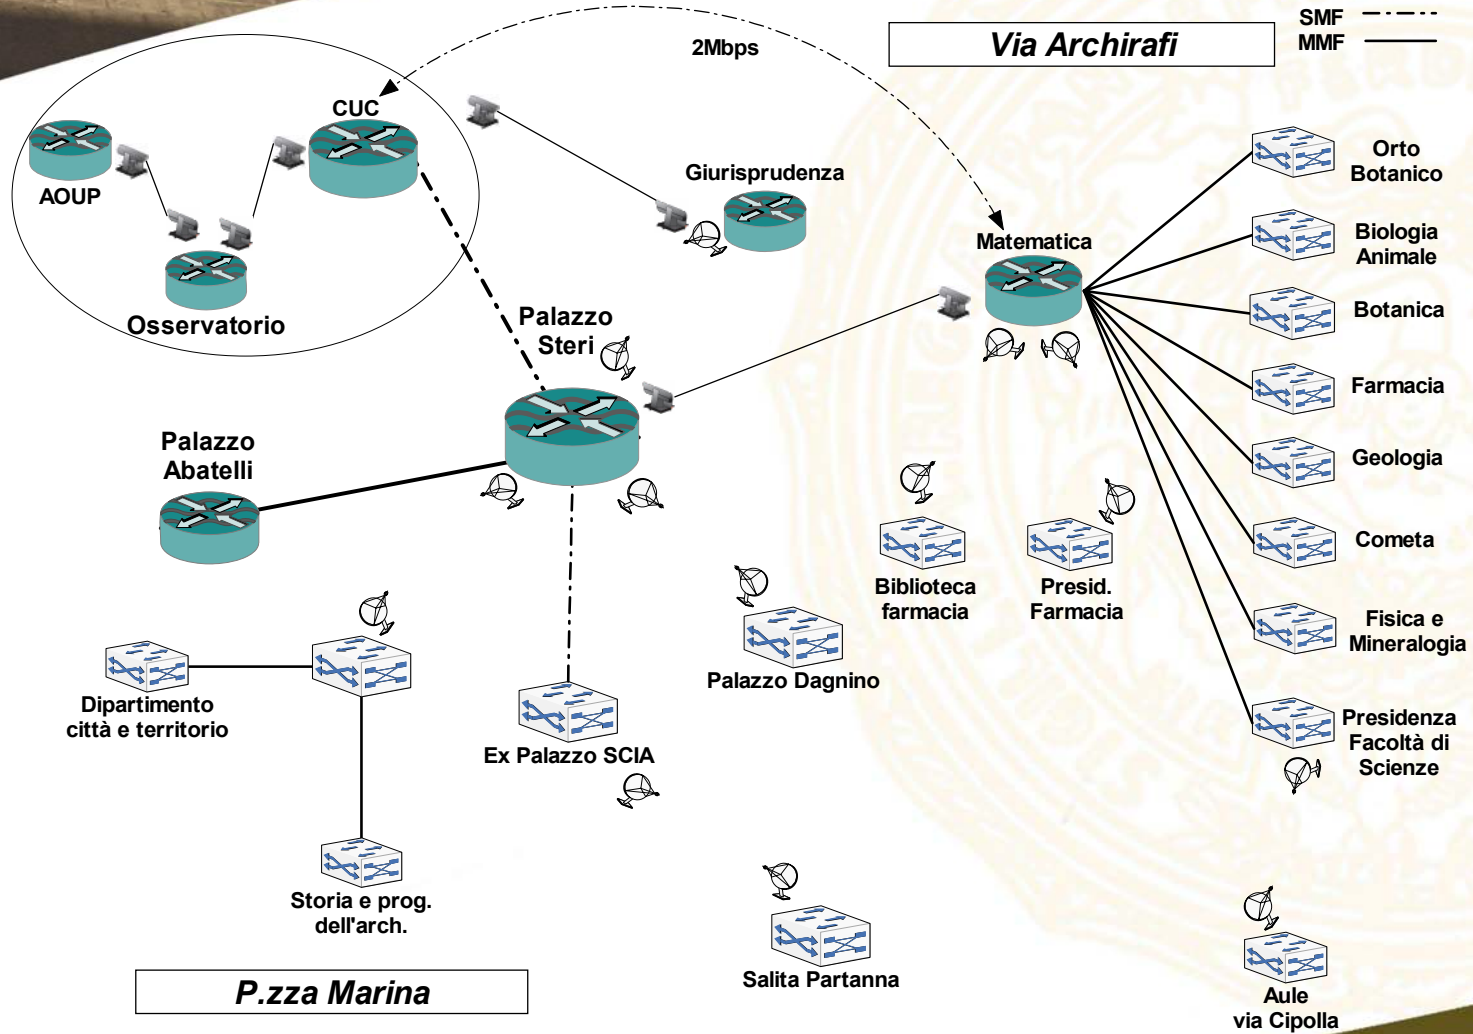 SMF
MMF
Via Archirafi
2Mbps
CUC
AOUP
Osservatorio
Giurisprudenza
Matematica
Orto
Botanico
Biologia
Animale
Botanica
Farmacia
Geologia
Cometa
Fisica e
Mineralogia
Presidenza
Facoltà di
Scienze
Palazzo
Steri
Palazzo
Abatelli
Biblioteca
farmacia
Presid.
Farmacia
Palazzo Dagnino
Dipartimento
città e territorio
Ex Palazzo SCIA
Storia e prog.
dell'arch.
Salita Partanna
Aule
via Cipolla
P.zza Marina